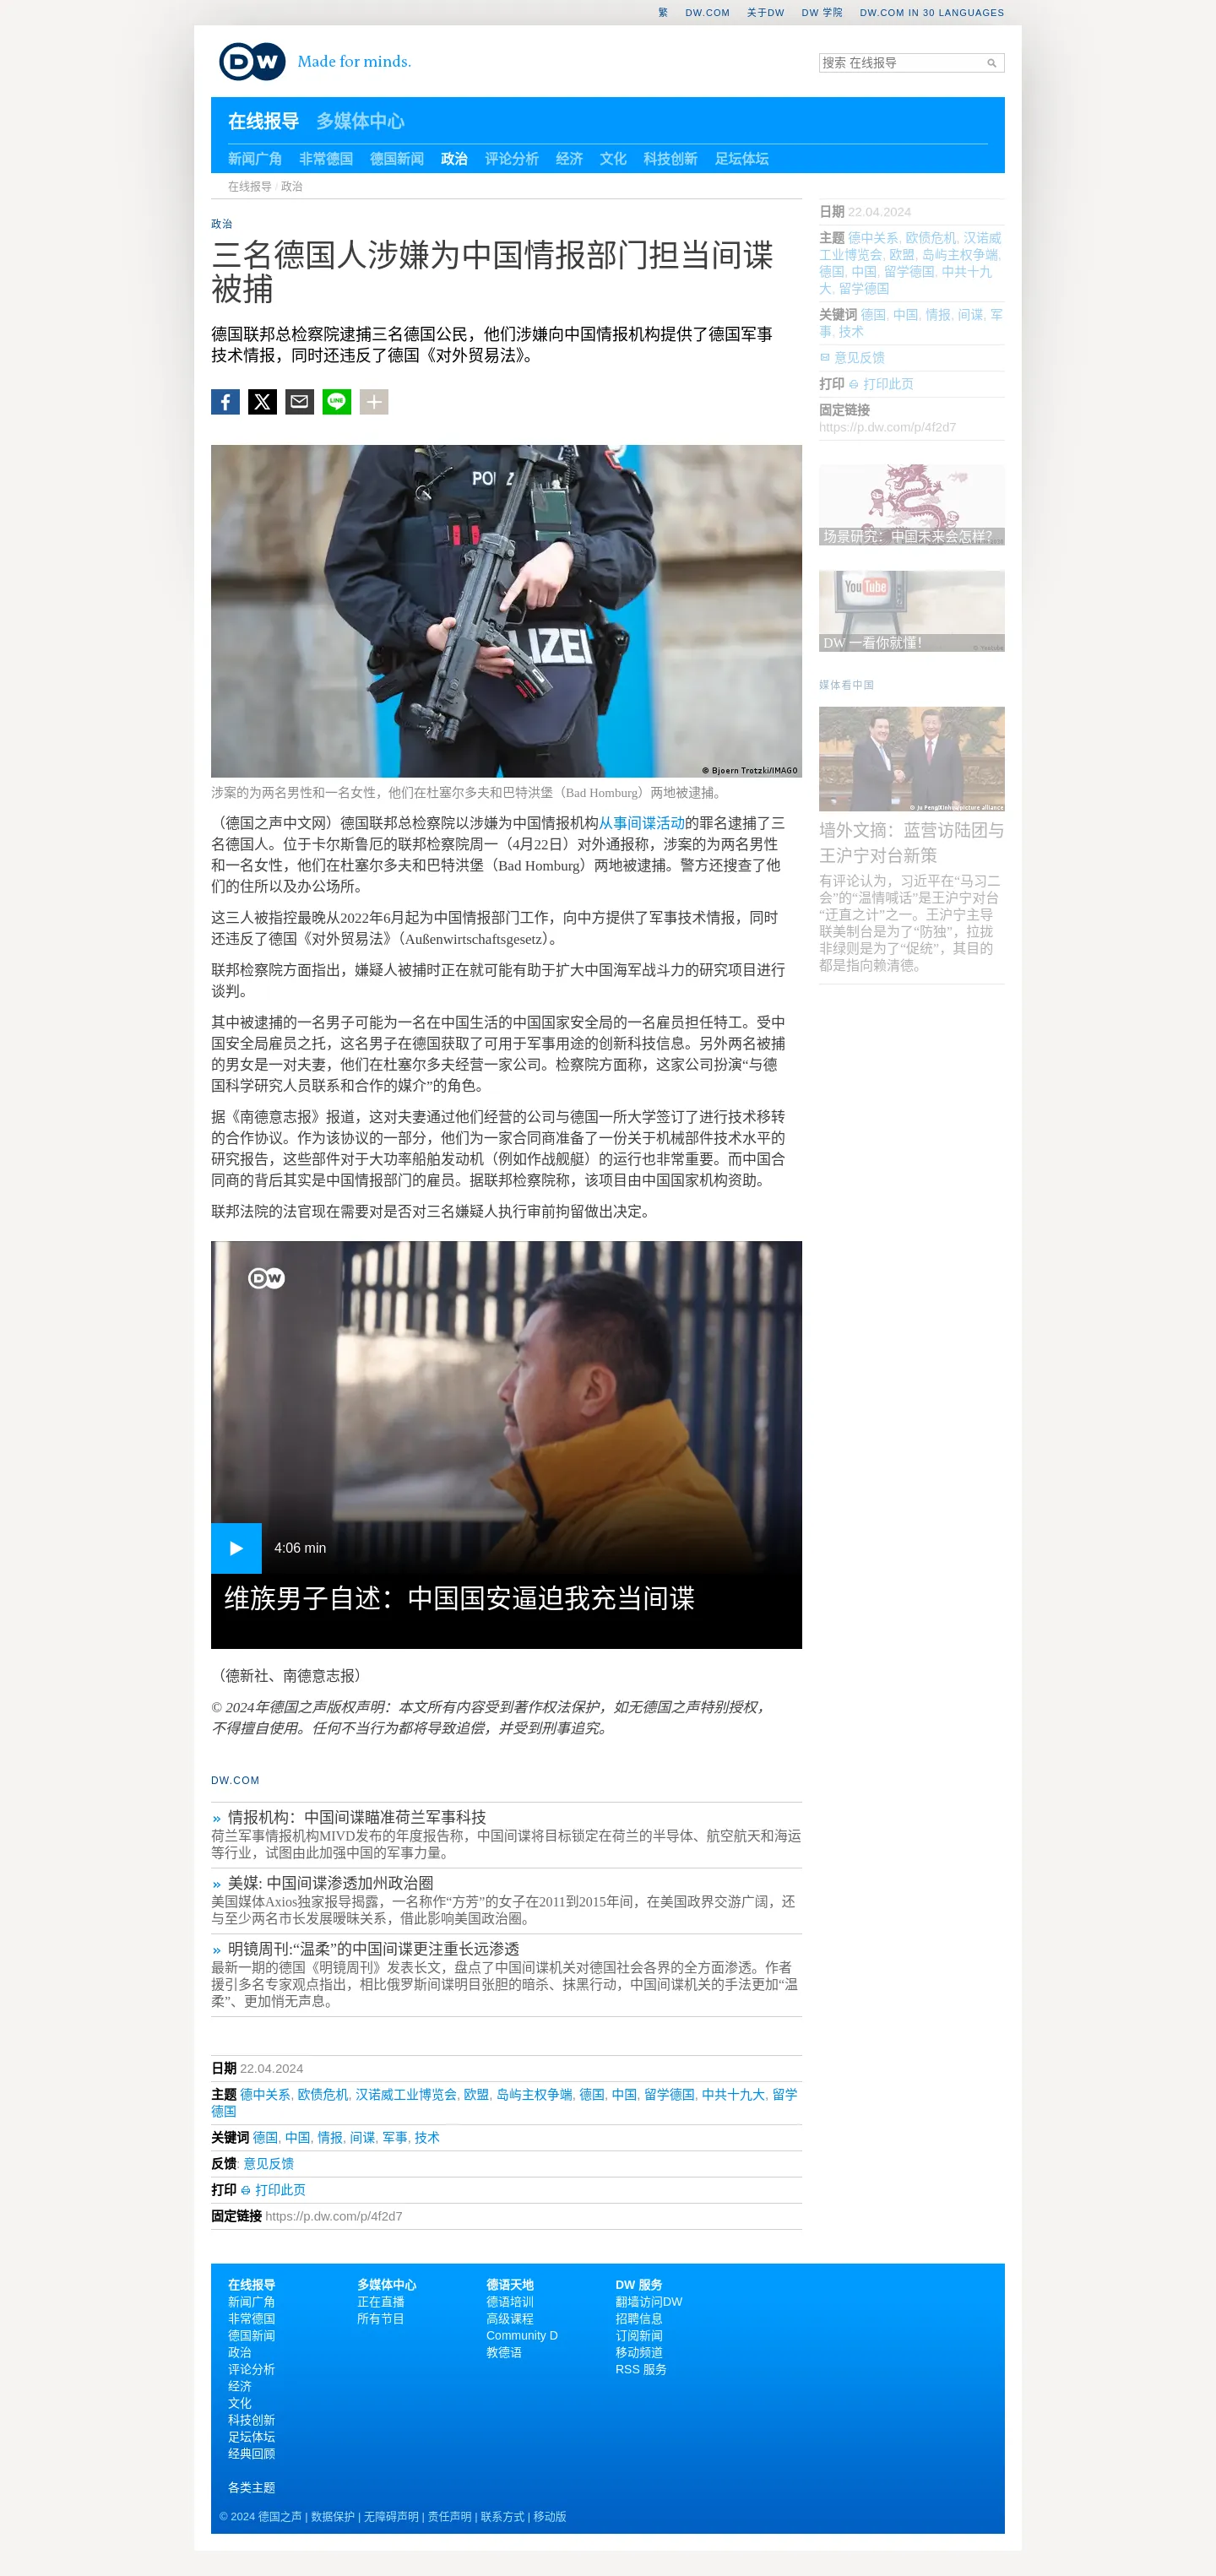 繁 DW.COM 关于DW DW 学院 DW.COM IN 30 LANGUAGES
DW Made for minds.
搜索 在线报导
在线报导 多媒体中心
新闻广角 非常德国 德国新闻 政治 评论分析 经济 文化 科技创新 足坛体坛
在线报导 / 政治
政治
三名德国人涉嫌为中国情报部门担当间谍
被捕
德国联邦总检察院逮捕三名德国公民，他们涉嫌向中国情报机构提供了德国军事
技术情报，同时还违反了德国《对外贸易法》。
LINE
POLIZEI
© Bjoern Trotzki/IMAGO
涉案的为两名男性和一名女性，他们在杜塞尔多夫和巴特洪堡（Bad Homburg）两地被逮捕。
（德国之声中文网）德国联邦总检察院以涉嫌为中国情报机构从事间谍活动的罪名逮捕了三
名德国人。位于卡尔斯鲁厄的联邦检察院周一（4月22日）对外通报称，涉案的为两名男性
和一名女性，他们在杜塞尔多夫和巴特洪堡（Bad Homburg）两地被逮捕。警方还搜查了他
们的住所以及办公场所。
这三人被指控最晚从2022年6月起为中国情报部门工作，向中方提供了军事技术情报，同时
还违反了德国《对外贸易法》（Außenwirtschaftsgesetz）。
联邦检察院方面指出，嫌疑人被捕时正在就可能有助于扩大中国海军战斗力的研究项目进行
谈判。
其中被逮捕的一名男子可能为一名在中国生活的中国国家安全局的一名雇员担任特工。受中
国安全局雇员之托，这名男子在德国获取了可用于军事用途的创新科技信息。另外两名被捕
的男女是一对夫妻，他们在杜塞尔多夫经营一家公司。检察院方面称，这家公司扮演“与德
国科学研究人员联系和合作的媒介”的角色。
据《南德意志报》报道，这对夫妻通过他们经营的公司与德国一所大学签订了进行技术移转
的合作协议。作为该协议的一部分，他们为一家合同商准备了一份关于机械部件技术水平的
研究报告，这些部件对于大功率船舶发动机（例如作战舰艇）的运行也非常重要。而中国合
同商的背后其实是中国情报部门的雇员。据联邦检察院称，该项目由中国国家机构资助。
联邦法院的法官现在需要对是否对三名嫌疑人执行审前拘留做出决定。
DW
4:06 min
维族男子自述：中国国安逼迫我充当间谍
（德新社、南德意志报）
© 2024年德国之声版权声明：本文所有内容受到著作权法保护，如无德国之声特别授权，
不得擅自使用。任何不当行为都将导致追偿，并受到刑事追究。
DW.COM
» 情报机构：中国间谍瞄准荷兰军事科技
荷兰军事情报机构MIVD发布的年度报告称，中国间谍将目标锁定在荷兰的半导体、航空航天和海运
等行业，试图由此加强中国的军事力量。
» 美媒: 中国间谍渗透加州政治圈
美国媒体Axios独家报导揭露，一名称作“方芳”的女子在2011到2015年间，在美国政界交游广阔，还
与至少两名市长发展暧昧关系，借此影响美国政治圈。
» 明镜周刊:“温柔”的中国间谍更注重长远渗透
最新一期的德国《明镜周刊》发表长文，盘点了中国间谍机关对德国社会各界的全方面渗透。作者
援引多名专家观点指出，相比俄罗斯间谍明目张胆的暗杀、抹黑行动，中国间谍机关的手法更加“温
柔”、更加悄无声息。
日期 22.04.2024
主题 德中关系, 欧债危机, 汉诺威工业博览会, 欧盟, 岛屿主权争端, 德国, 中国, 留学德国, 中共十九大, 留学
德国
关键词 德国, 中国, 情报, 间谍, 军事, 技术
反馈: 意见反馈
打印 打印此页
固定链接 https://p.dw.com/p/4f2d7
日期 22.04.2024
主题 德中关系, 欧债危机, 汉诺威
工业博览会, 欧盟, 岛屿主权争端,
德国, 中国, 留学德国, 中共十九
大, 留学德国
关键词 德国, 中国, 情报, 间谍, 军
事, 技术
意见反馈
打印 打印此页
固定链接
https://p.dw.com/p/4f2d7
场景研究：中国未来会怎样?
YouTube
DW 一看你就懂!
媒体看中国
© Ju Peng/Xinhua/picture alliance
墙外文摘：蓝营访陆团与
王沪宁对台新策
有评论认为，习近平在“马习二
会”的“温情喊话”是王沪宁对台
“迂直之计”之一。王沪宁主导
联美制台是为了“防独”，拉拢
非绿则是为了“促统”，其目的
都是指向赖清德。
在线报导
新闻广角
非常德国
德国新闻
政治
评论分析
经济
文化
科技创新
足坛体坛
经典回顾
各类主题
多媒体中心
正在直播
所有节目
德语天地
德语培训
高级课程
Community D
教德语
DW 服务
翻墙访问DW
招聘信息
订阅新闻
移动频道
RSS 服务
© 2024 德国之声 | 数据保护 | 无障碍声明 | 责任声明 | 联系方式 | 移动版